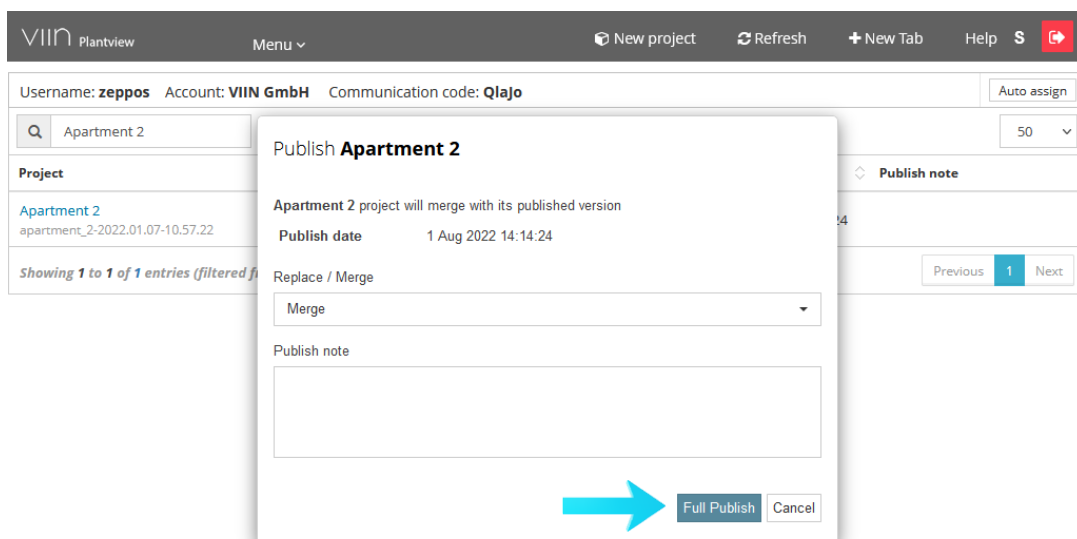 VIIN Plantview Menu New project Refresh New Tab Help S
Username: zeppos Account: VIIN GmbH Communication code: QlaJo Auto assign
Apartment 2 50
Project Publish note
Apartment 2
apartment_2-2022.01.07-10.57.22 24
Showing 1 to 1 of 1 entries (filtered Previous 1 Next
Publish Apartment 2
Apartment 2 project will merge with its published version
Publish date 1 Aug 2022 14:14:24
Replace / Merge
Merge
Publish note
Full Publish Cancel